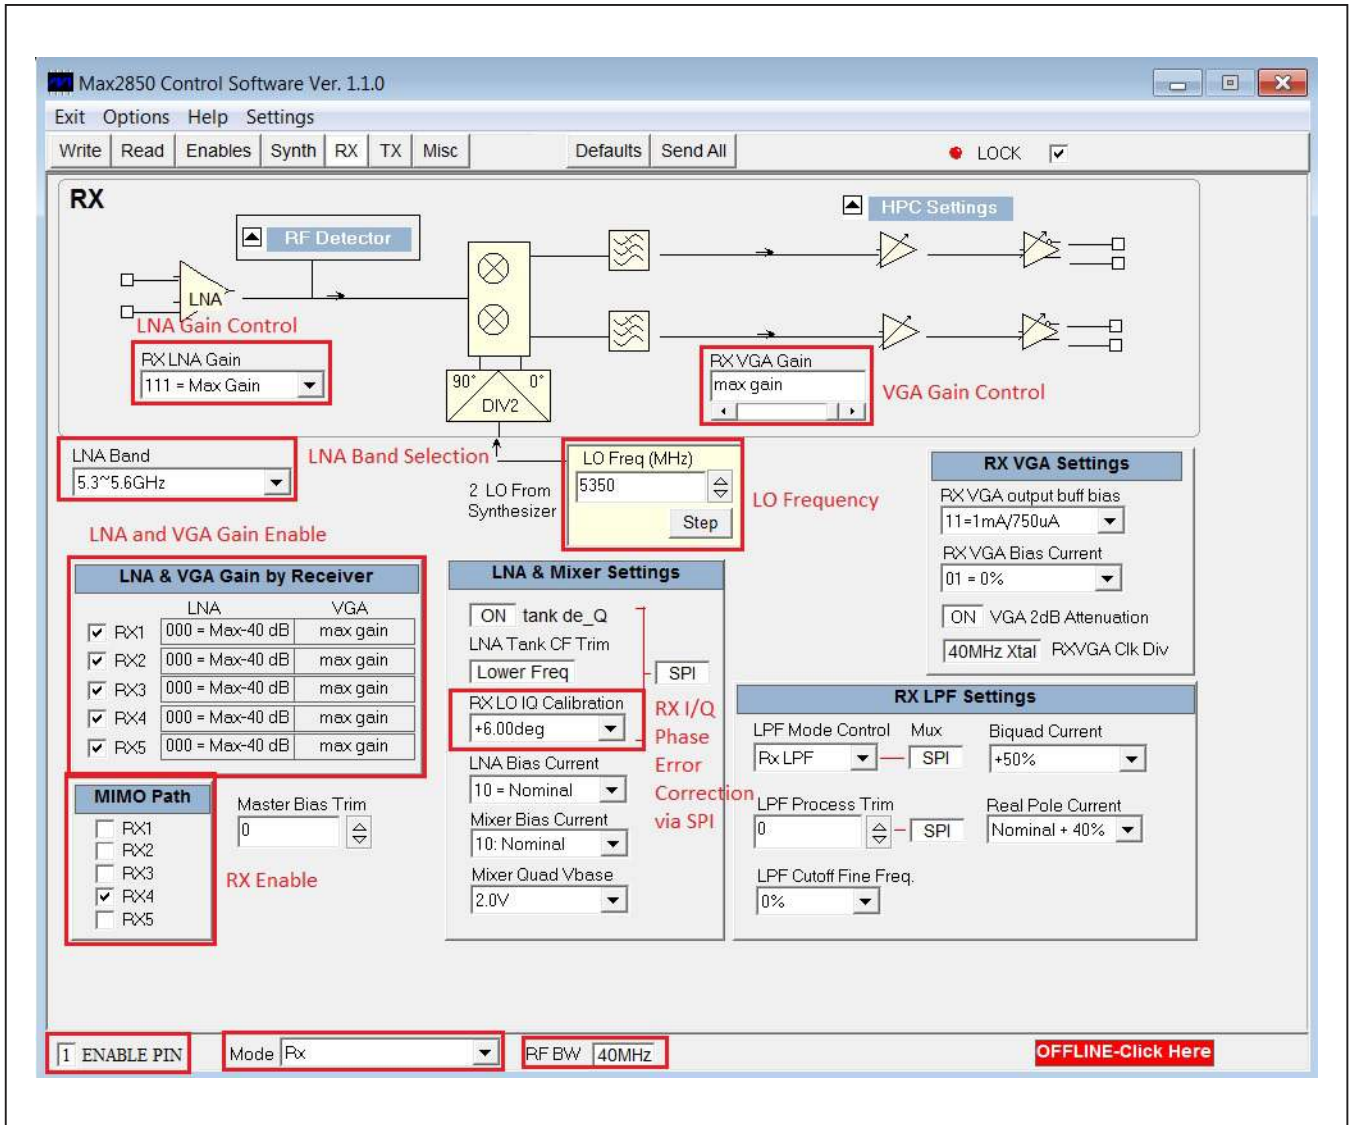 Max2850 Control Software Ver. 1.1.0
Exit Options Help Settings
Write Read Enables Synth RX TX Misc Defaults Send All LOCK
RX
HPC Settings
RF Detector
LNA
LNA Gain Control
RX LNA Gain
111 = Max Gain
90° 0°
DIV2
RX VGA Gain
max gain
VGA Gain Control
LNA Band
5.3~5.6GHz
LNA Band Selection
2 LO From
Synthesizer
LO Freq (MHz)
5350
Step
LO Frequency
RX VGA Settings
RX VGA output buff bias
11=1mA/750uA
RX VGA Bias Current
01 = 0%
ON VGA 2dB Attenuation
40MHz Xtal RXVGA Clk Div
LNA and VGA Gain Enable
LNA & VGA Gain by Receiver
LNA VGA
RX1 000 = Max-40 dB max gain
RX2 000 = Max-40 dB max gain
RX3 000 = Max-40 dB max gain
RX4 000 = Max-40 dB max gain
RX5 000 = Max-40 dB max gain
LNA & Mixer Settings
ON tank de_Q
LNA Tank CF Trim
Lower Freq SPI
RX LO IQ Calibration
+6.00deg
LNA Bias Current
10 = Nominal
Mixer Bias Current
10: Nominal
Mixer Quad Vbase
2.0V
RX I/Q
Phase
Error
Correction
via SPI
RX LPF Settings
LPF Mode Control Mux Biquad Current
Rx LPF SPI +50%
LPF Process Trim Real Pole Current
0 SPI Nominal + 40%
LPF Cutoff Fine Freq.
0%
MIMO Path
RX1
RX2
RX3
RX4
RX5
Master Bias Trim
0
RX Enable
1 ENABLE PIN Mode Rx RF BW 40MHz OFFLINE-Click Here